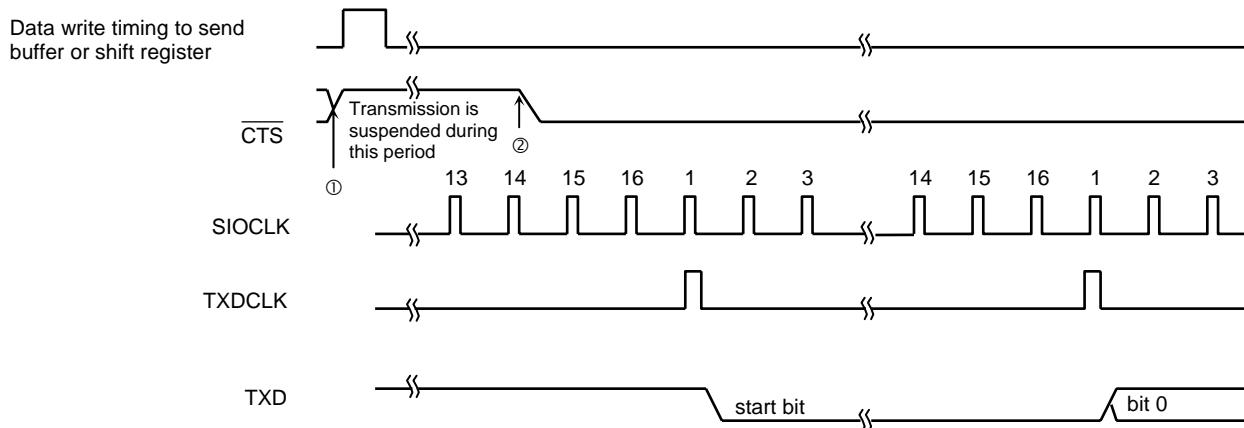 Data write timing to send
buffer or shift register
CTS
Transmission is
suspended during
this period
①
②
13 14 15 16 1 2 3 14 15 16 1 2 3
SIOCLK
TXDCLK
TXD
start bit
bit 0